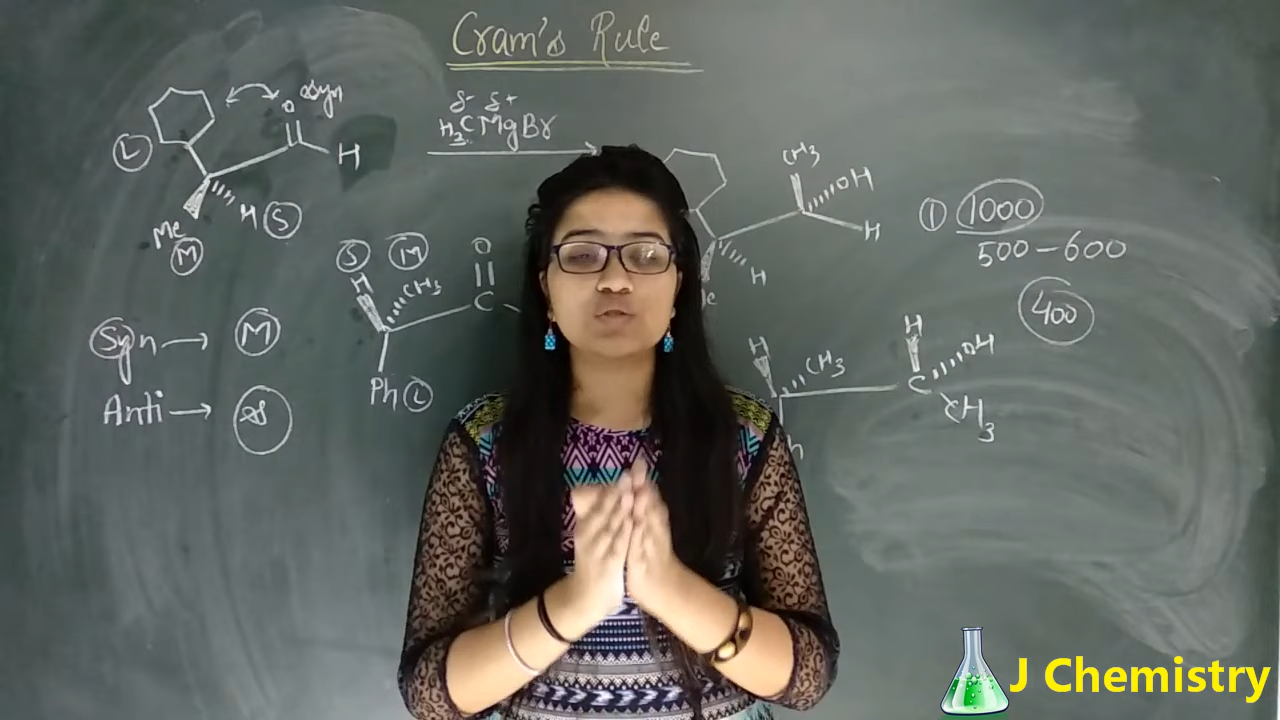 Cram's Rule
O Syn
L
H
Me
M
H S
δ- δ+
H3C MgBr
CH3
OH
H
H
① 1000
500-600
400
S M
H
CH3
O
C
Ph L
Syn → M
Anti → S
H
CH3
H
C
OH
CH3
J Chemistry